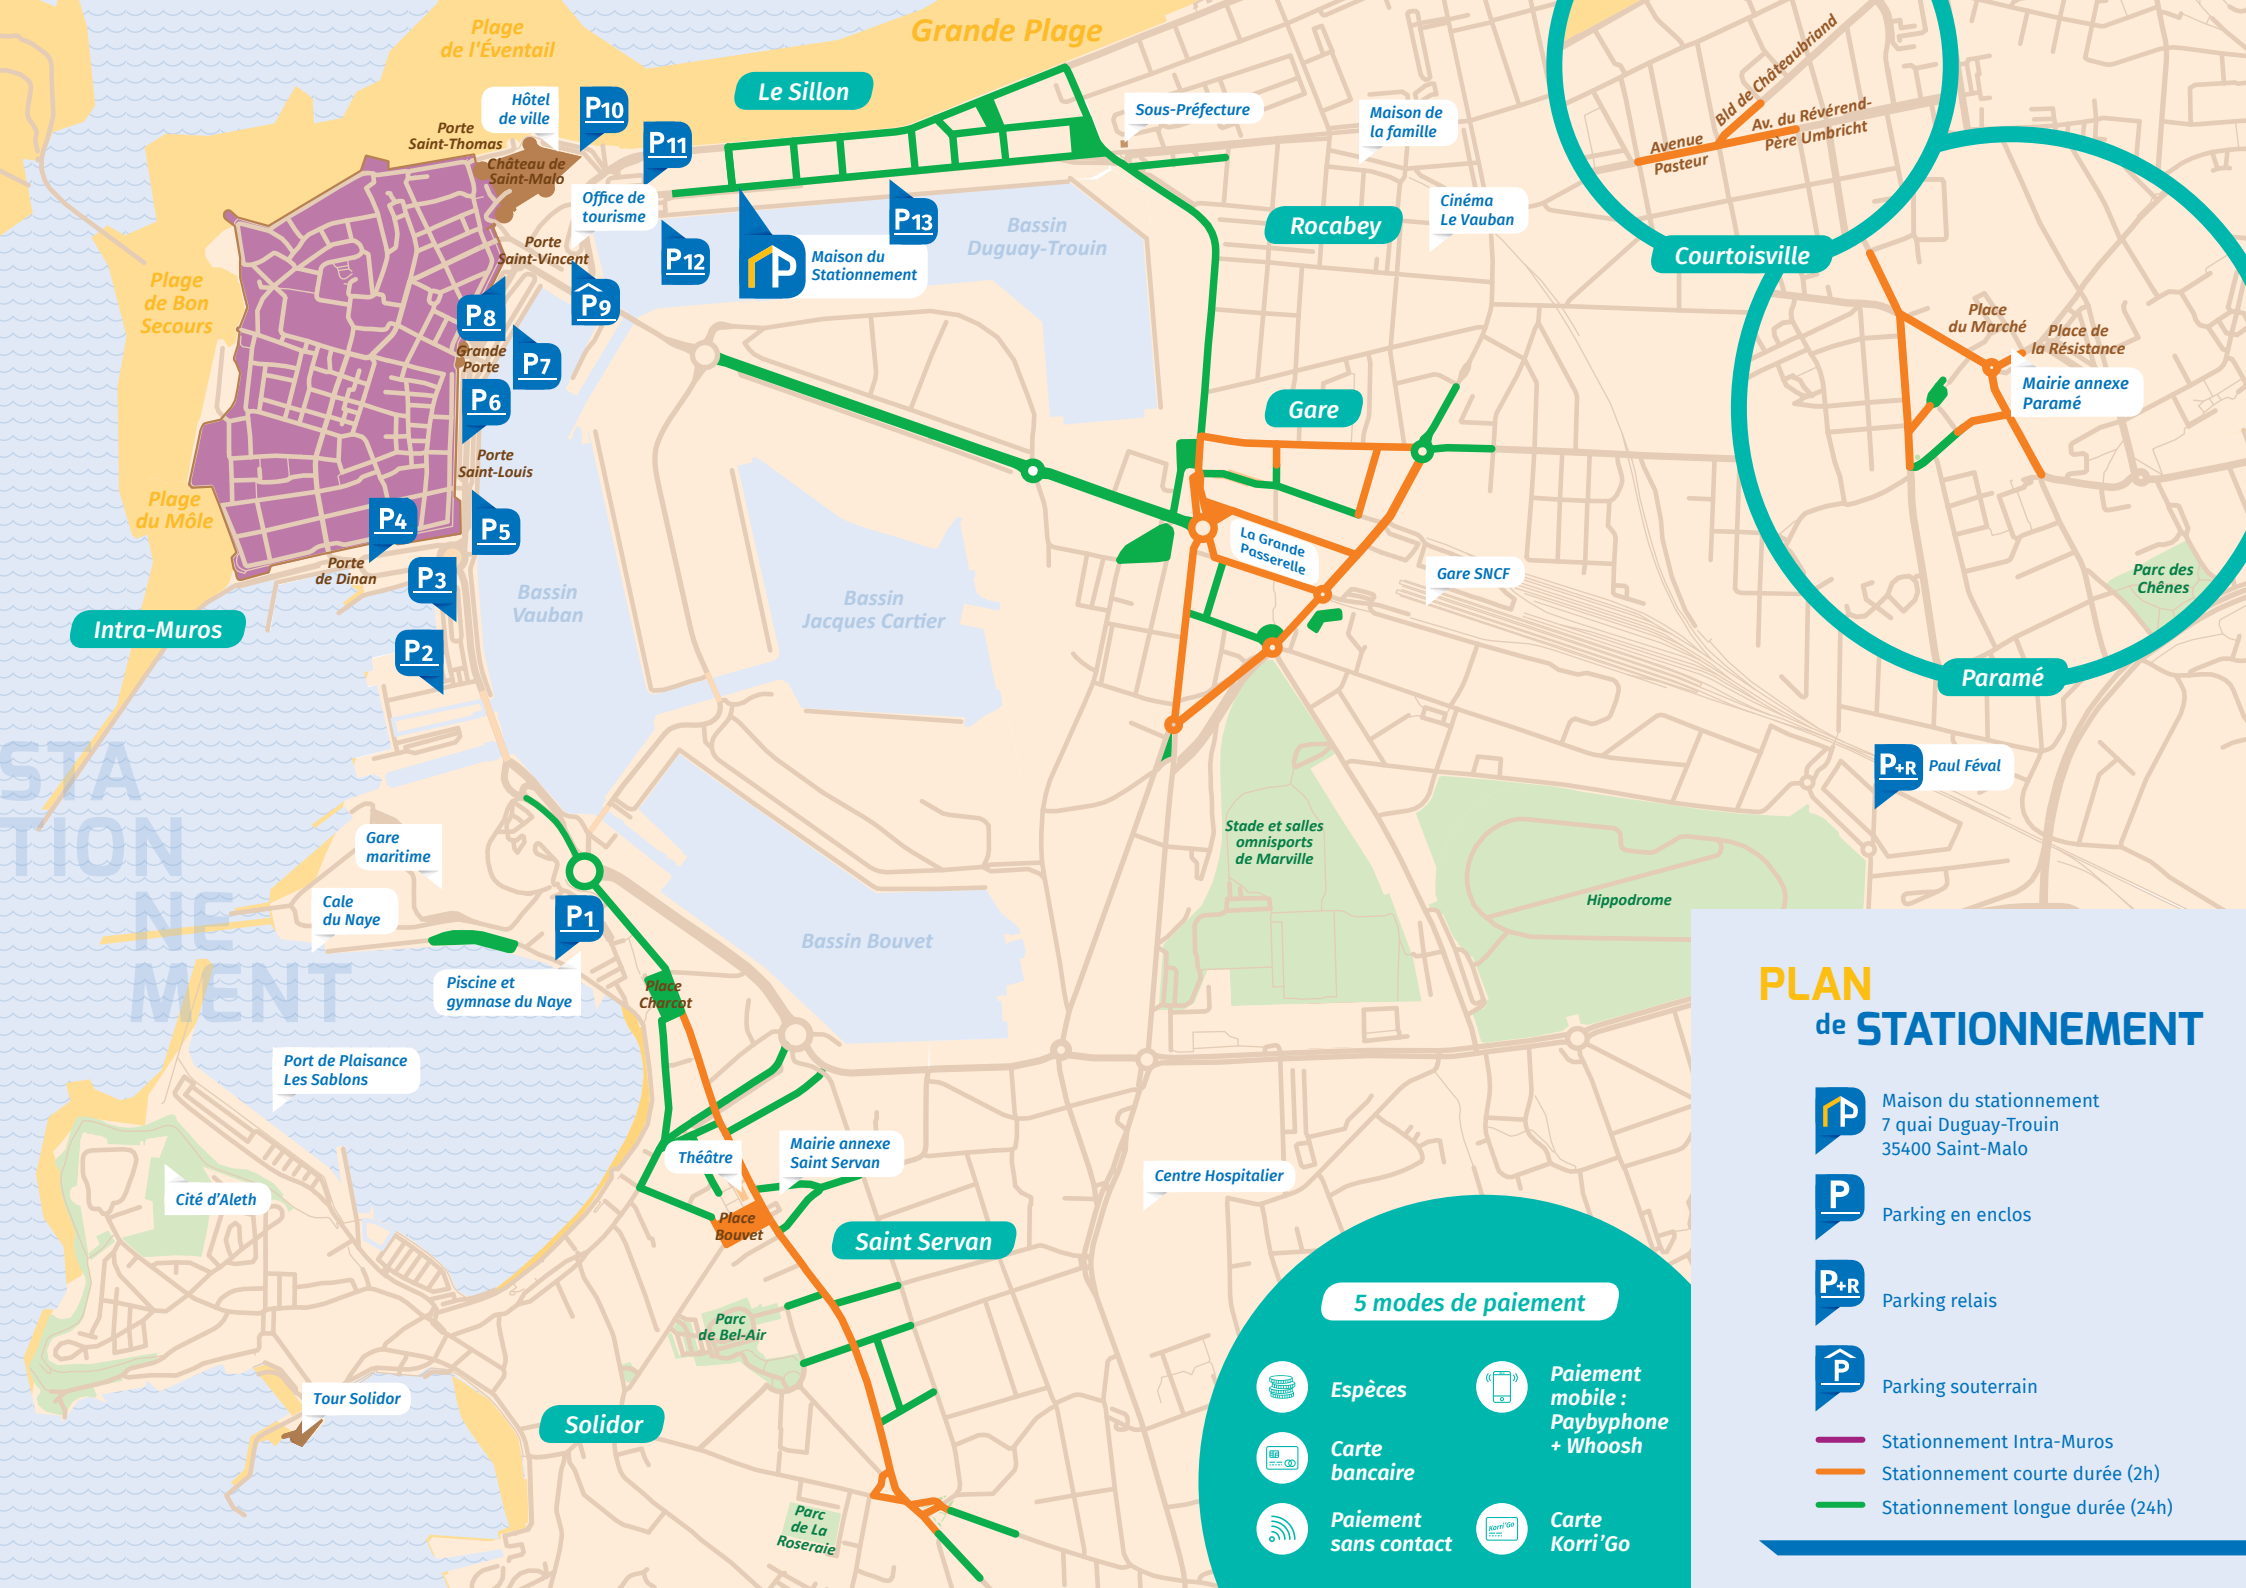 Plage
de l'Éventail
Grande Plage
Le Sillon
Hôtel
de ville
P10
P11
Porte
Saint-Thomas
Château de
Saint-Malo
Office de
tourisme
P12
P13
Maison du
Stationnement
Bassin
Duguay-Trouin
Sous-Préfecture
Maison de
la famille
Cinéma
Le Vauban
Rocabey
Bld de Châteaubriand
Avenue
Pasteur
Av. du Révérend-
Père Umbricht
Courtoisville
Place
du Marché
Place de
la Résistance
Mairie annexe
Paramé
Parc des
Chênes
Paramé
Porte
Saint-Vincent
P9
P8
P7
Grande
Porte
P6
Porte
Saint-Louis
P5
P4
Porte
de Dinan
P3
P2
Plage
de Bon
Secours
Plage
du Môle
Intra-Muros
Bassin
Vauban
Bassin
Jacques Cartier
Gare
La Grande
Passerelle
Gare SNCF
P+R
Paul Féval
STA
TION
NE
MENT
Gare
maritime
Cale
du Naye
P1
Piscine et
gymnase du Naye
Place
Charcot
Bassin Bouvet
Stade et salles
omnisports
de Marville
Hippodrome
Port de Plaisance
Les Sablons
Cité d'Aleth
Théâtre
Mairie annexe
Saint Servan
Place
Bouvet
Saint Servan
Centre Hospitalier
Parc
de Bel-Air
Tour Solidor
Solidor
Parc
de La
Roseraie
5 modes de paiement
Espèces
Carte
bancaire
Paiement
sans contact
Paiement
mobile :
Paybyphone
+ Whoosh
Korri'Go
Carte
Korri'Go
PLAN
de STATIONNEMENT
P
Maison du stationnement
7 quai Duguay-Trouin
35400 Saint-Malo
P
Parking en enclos
P+R
Parking relais
P
Parking souterrain
Stationnement Intra-Muros
Stationnement courte durée (2h)
Stationnement longue durée (24h)